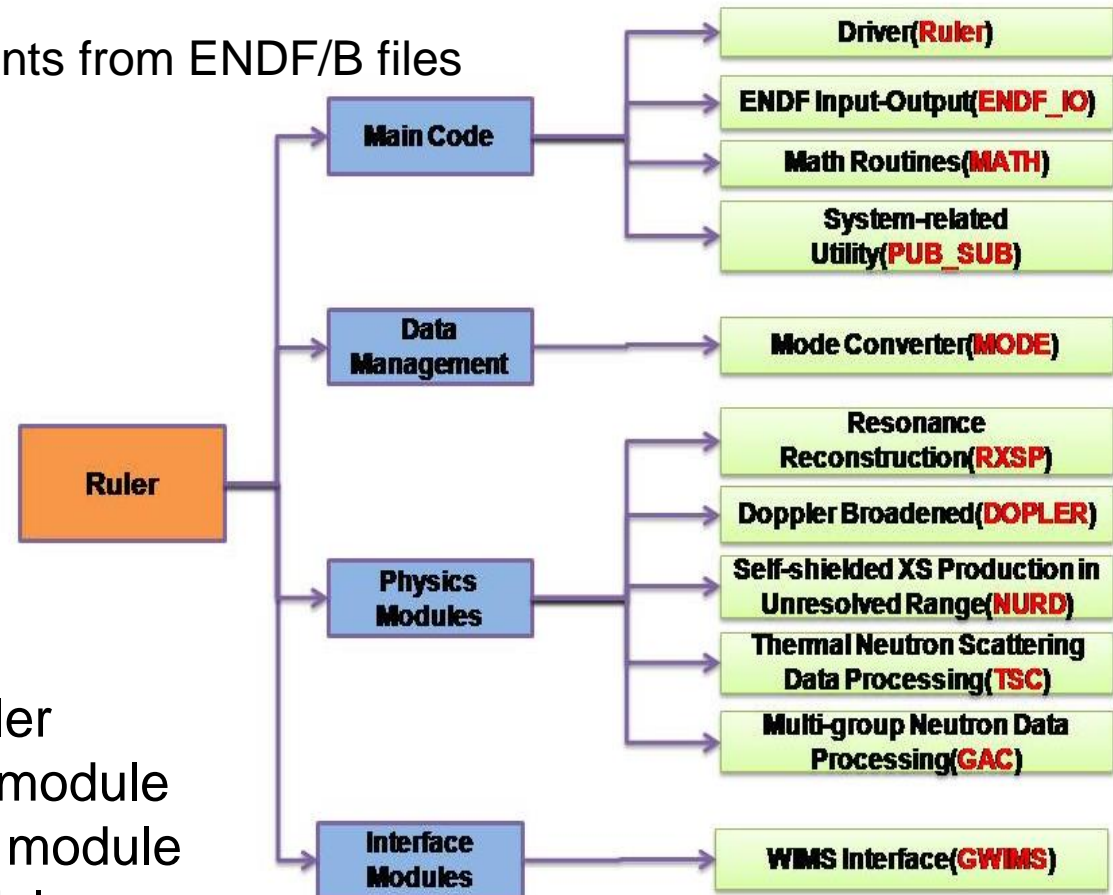 nts from ENDF/B files
Driver(Ruler)
ENDF Input-Output(ENDF_IO)
Main Code
Math Routines(MATH)
System-related
Utility(PUB_SUB)
Data
Management
Mode Converter(MODE)
Resonance
Reconstruction(RXSP)
Ruler
Doppler Broadened(DOPLER)
Physics
Modules
Self-shielded XS Production in
Unresolved Range(NURD)
Thermal Neutron Scattering
Data Processing(TSC)
Multi-group Neutron Data
Processing(GAC)
ler
module
module
Interface
Modules
WIMS Interface(GWIMS)